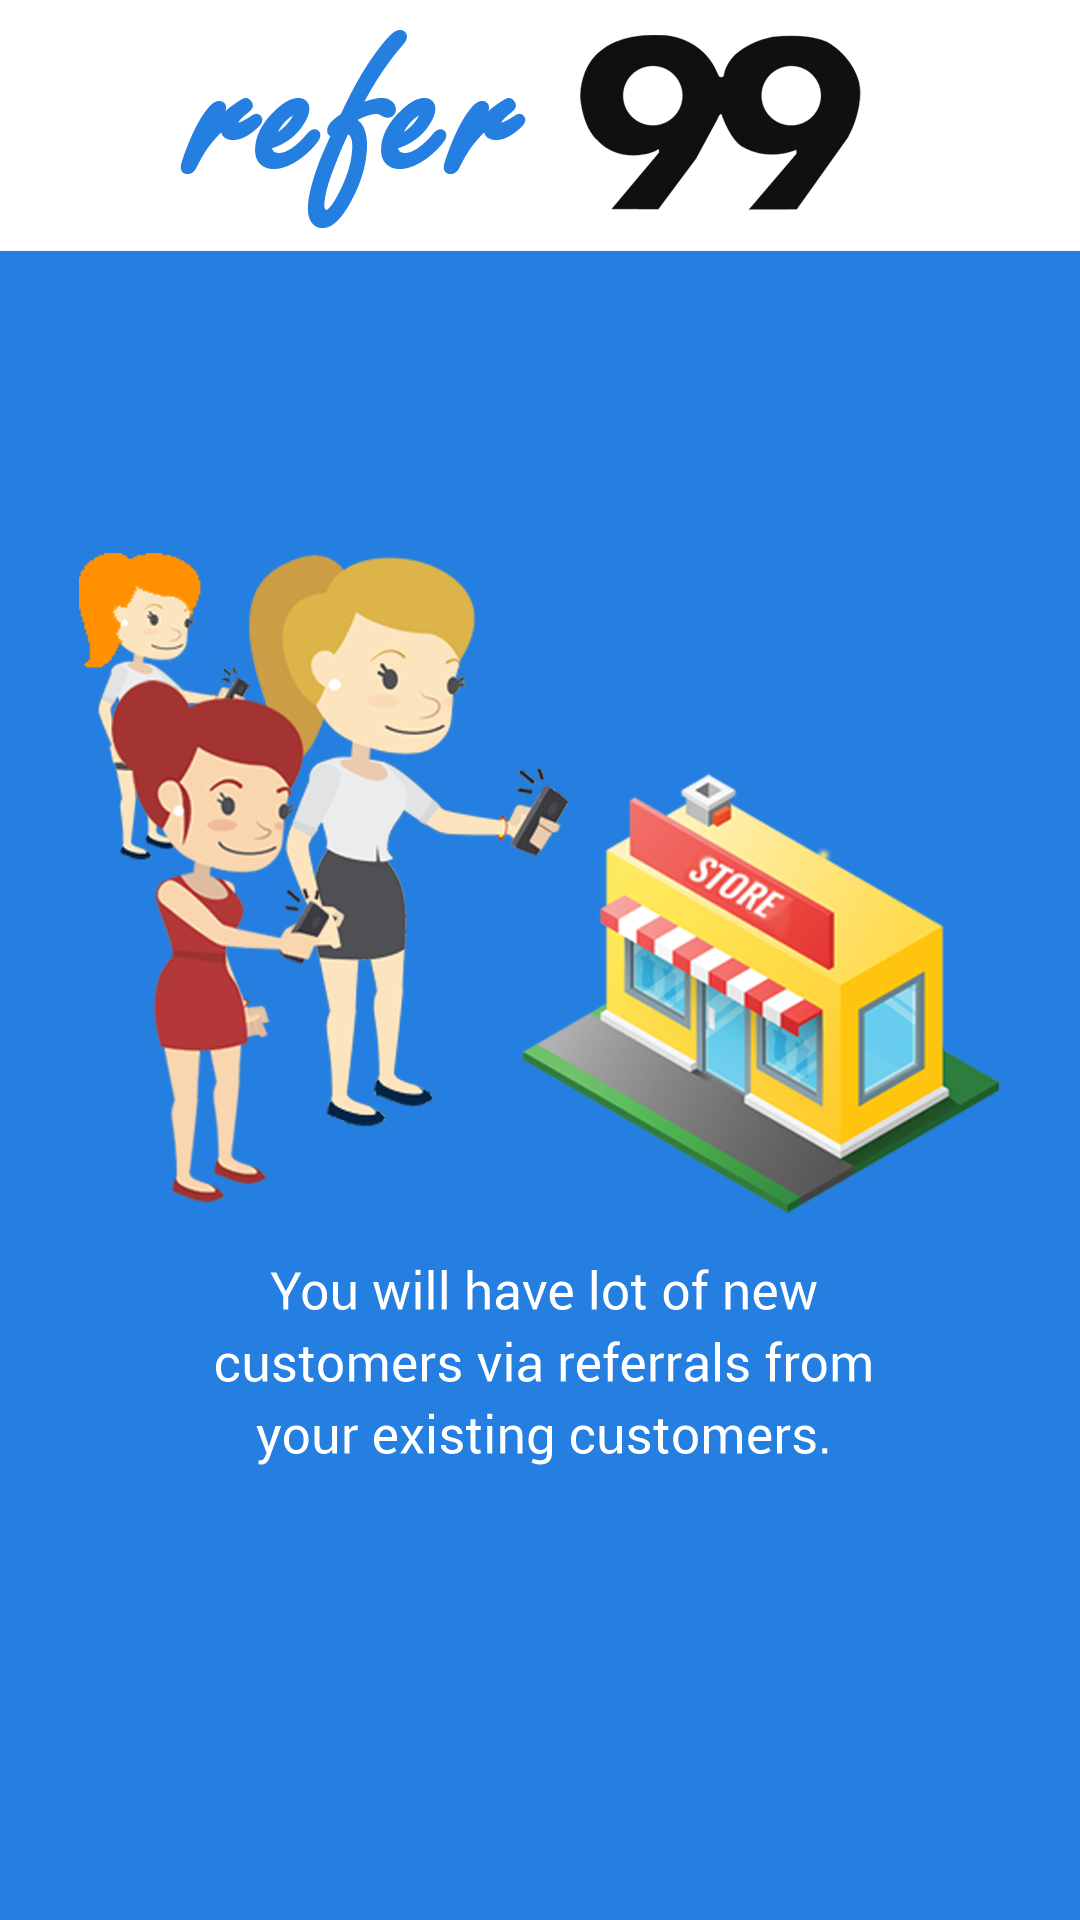 refer 99
STORE
You will have lot of new
customers via referrals from
your existing customers.